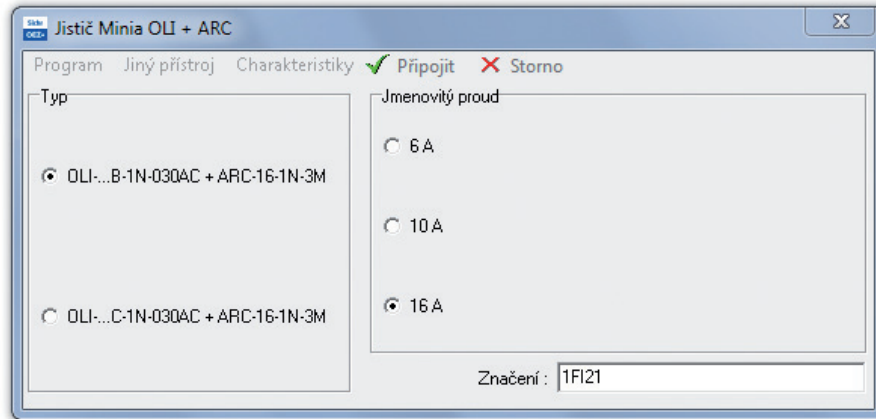 Jistič Minia OLI + ARC
Program Jiný přístroj Charakteristiky Připojit Storno
Typ
OLI-...B-1N-030AC + ARC-16-1N-3M
OLI-...C-1N-030AC + ARC-16-1N-3M
Jmenovitý proud
6 A
10 A
16 A
Značení : 1FI21